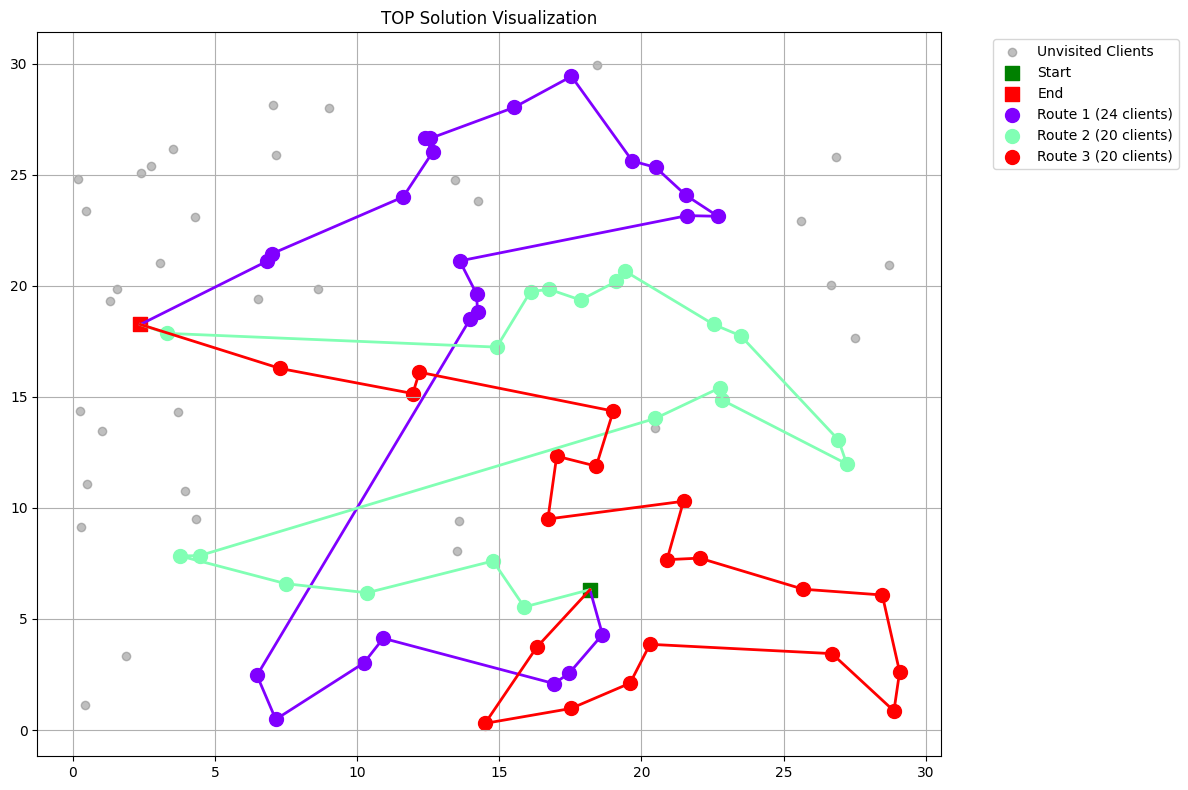 TOP Solution Visualization
Unvisited Clients
Start
End
Route 1 (24 clients)
Route 2 (20 clients)
Route 3 (20 clients)
30
25
20
15
10
5
0
0 5 10 15 20 25 30